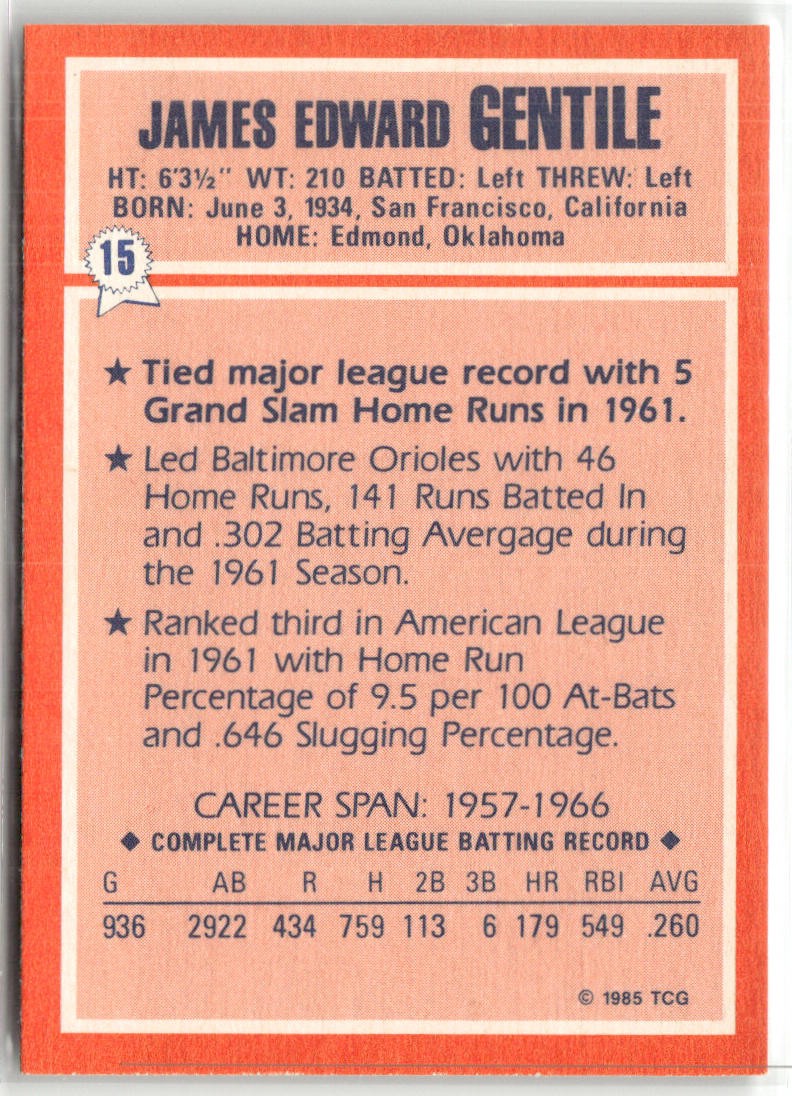 JAMES EDWARD GENTILE
HT: 6'3½" WT: 210 BATTED: Left THREW: Left
BORN: June 3, 1934, San Francisco, California
HOME: Edmond, Oklahoma
15
★ Tied major league record with 5
Grand Slam Home Runs in 1961.
★ Led Baltimore Orioles with 46
Home Runs, 141 Runs Batted In
and .302 Batting Avergage during
the 1961 Season.
★ Ranked third in American League
in 1961 with Home Run
Percentage of 9.5 per 100 At-Bats
and .646 Slugging Percentage.
CAREER SPAN: 1957-1966
◆ COMPLETE MAJOR LEAGUE BATTING RECORD ◆
G AB R H 2B 3B HR RBI AVG
936 2922 434 759 113 6 179 549 .260
© 1985 TCG